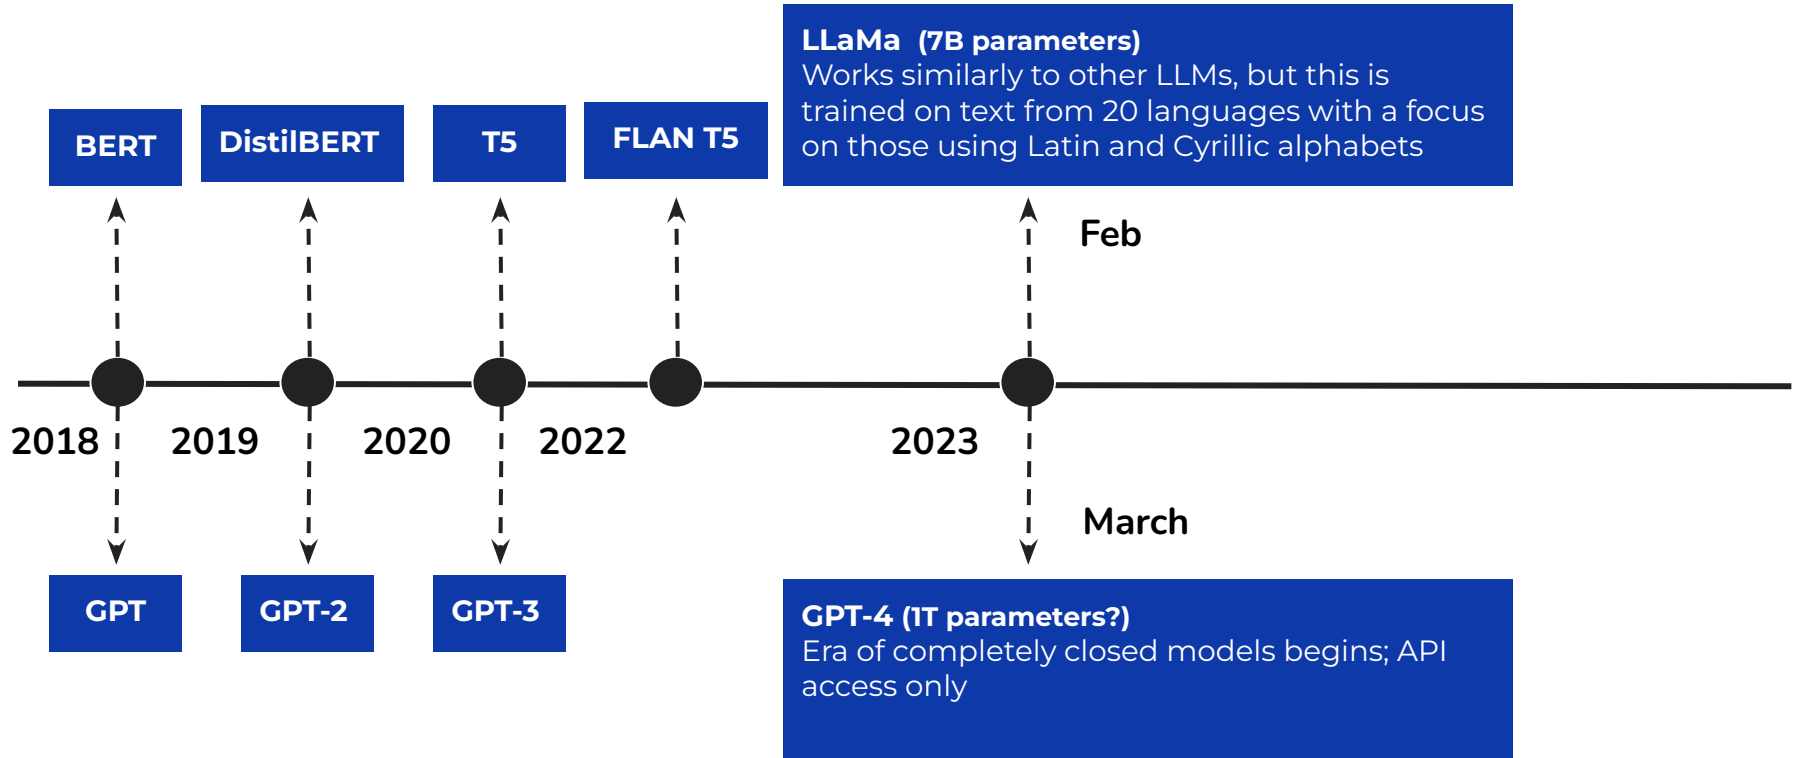 LLaMa (7B parameters)
Works similarly to other LLMs, but this is
trained on text from 20 languages with a focus
on those using Latin and Cyrillic alphabets
BERT
DistilBERT
T5
FLAN T5
Feb
2018
2019
2020
2022
2023
March
GPT
GPT-2
GPT-3
GPT-4 (1T parameters?)
Era of completely closed models begins; API
access only